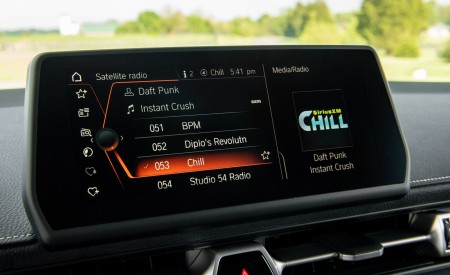 Satellite radio
i 2 Chill 5:41 pm
Media/Radio
Daft Punk
Instant Crush
051 BPM
052 Diplo's Revolutn
053 Chill
054 Studio 54 Radio
SiriusXM
CHILL
Daft Punk
Instant Crush